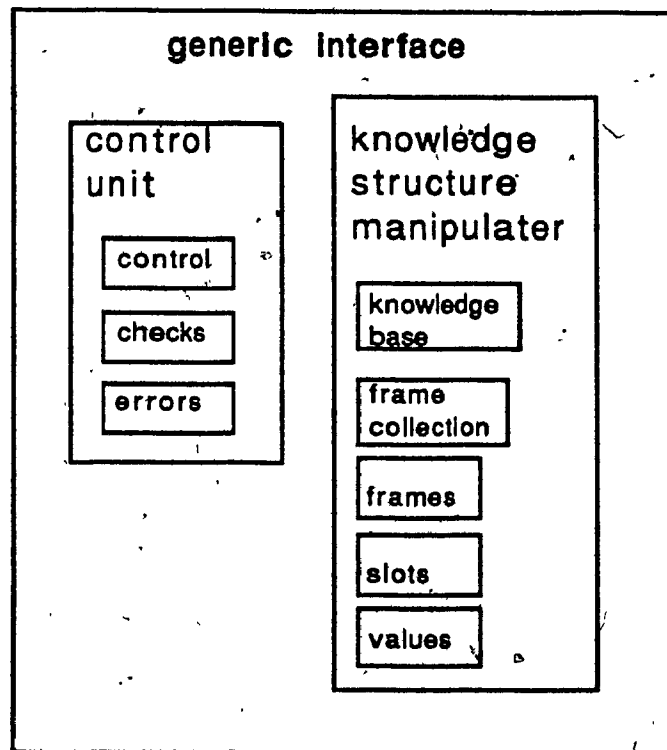 generic interface
control
unit
control
checks
errors
knowledge
structure
manipulater
knowledge
base
frame
collection
frames
slots
values